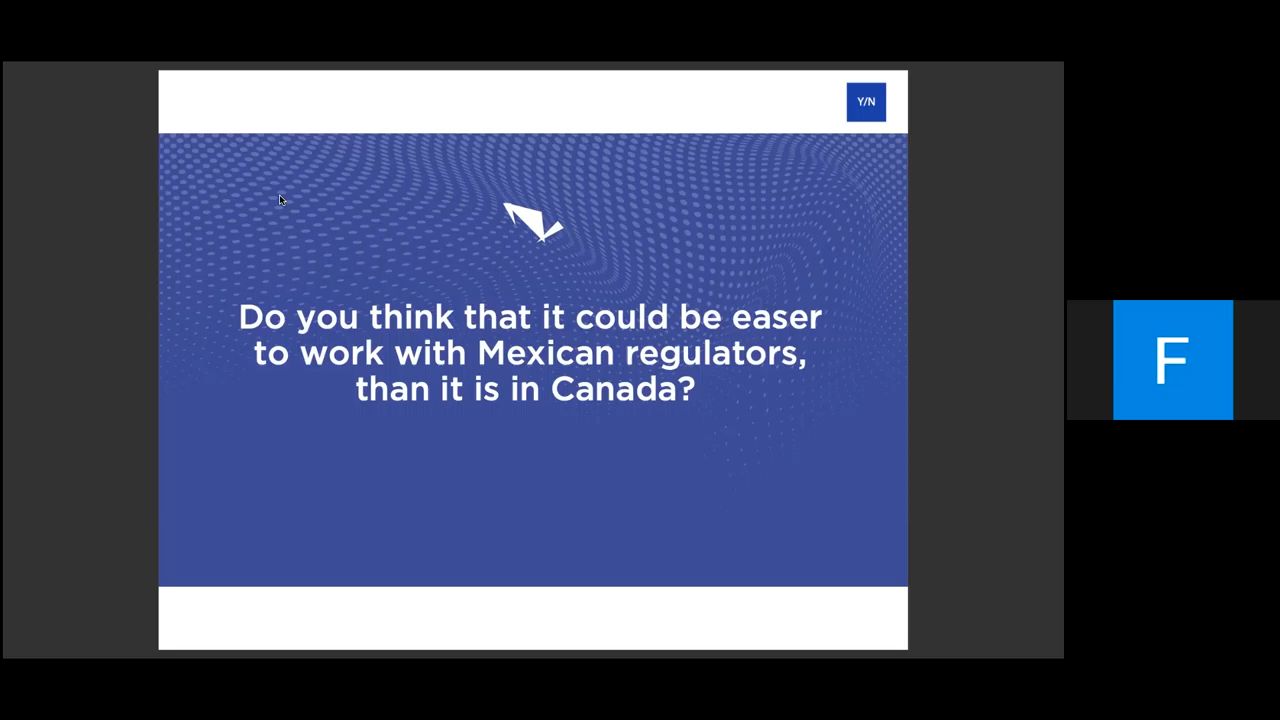 Y/N
Do you think that it could be easer
to work with Mexican regulators,
than it is in Canada?
F